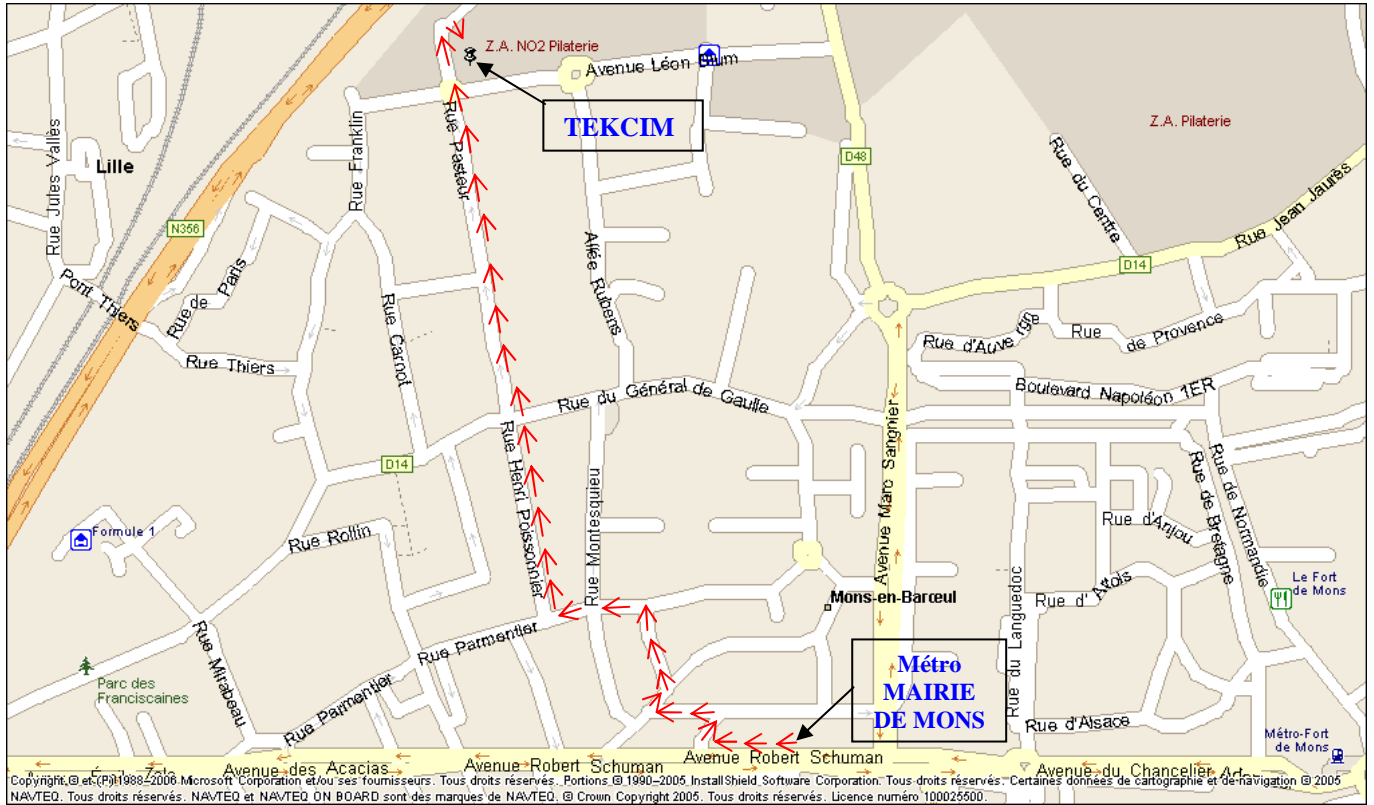 Z.A. NO2 Pilaterie
Avenue Léon Blum
TEKCIM
Z.A. Pilaterie
D48
Rue Jules Vallès
Lille
Rue Franklin
Rue Pasteur
Rue du Centre
Rue Jean Jaurès
N356
D14
Pont Thiers
Rue de Paris
Allée Rubens
Rue Carnot
Rue Thiers
Rue d'Auvergne
Rue de Provence
Rue du Général de Gaulle
Boulevard Napoléon 1ER
D14
Rue Henri Poissonnier
Avenue Marc Sangnier
Rue de Normandie
Rue de Bretagne
Formule 1
Rue Rollin
Rue Montesquieu
Rue d'Anjou
Le Fort
de Mons
Mons-en-Barœul
Rue d'Artois
Rue du Languedoc
Rue Parmentier
Rue Mirabeau
Parc des
Franciscaines
Rue Parmentier
Métro
MAIRIE
DE MONS
Rue d'Alsace
Métro-Fort
de Mons
Avenue des Acacias
Avenue Robert Schuman
Avenue Robert Schuman
Avenue du Chancelier
Copyright © et (P) 1988–2006 Microsoft Corporation et/ou ses fournisseurs. Tous droits réservés. Portions © 1990–2005 InstallShield Software Corporation. Tous droits réservés. Certaines données de cartographie et de navigation © 2005
NAVTEQ. Tous droits réservés. NAVTEQ et NAVTEQ ON BOARD sont des marques de NAVTEQ. © Crown Copyright 2005. Tous droits réservés. Licence numéro 100025500.